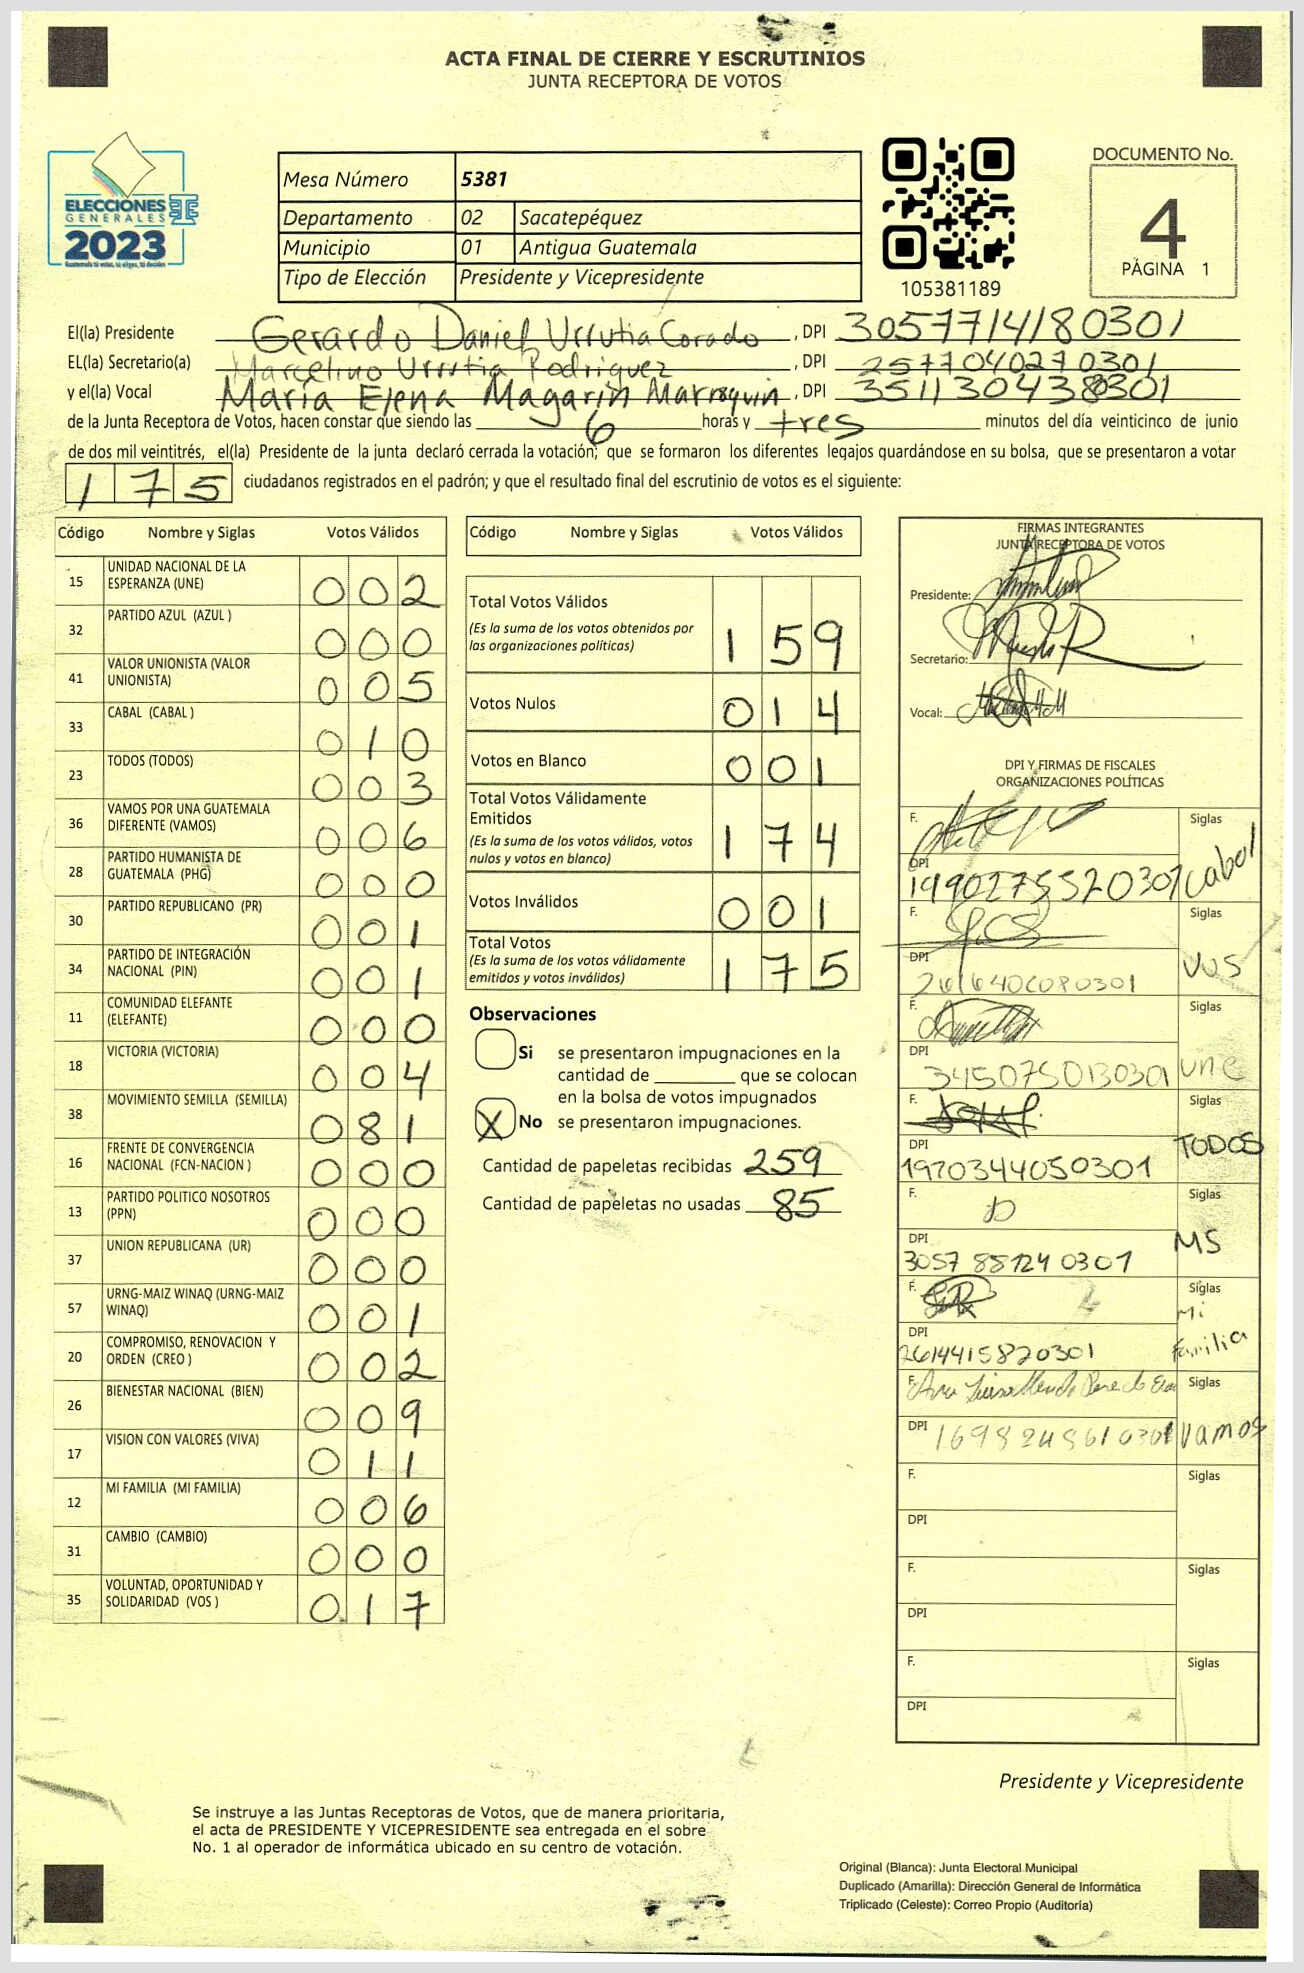 ACTA FINAL DE CIERRE Y ESCRUTINIOS
JUNTA RECEPTORA DE VOTOS
ELECCIONES
GENERALES
2023
Guatemala tú votas, tú eliges, tú decides
Mesa Número 5381
Departamento 02 Sacatepéquez
Municipio 01 Antigua Guatemala
Tipo de Elección Presidente y Vicepresidente
105381189
DOCUMENTO No.
4
PÁGINA 1
El(la) Presidente Gerardo Daniel Urrutia Corado, DPI 3057714180301
EL(la) Secretario(a) Marcelino Urrutia Rodriguez, DPI 2577040270301
y el(la) Vocal Maria Elena Magarin Marroquin, DPI 3511304380301
de la Junta Receptora de Votos, hacen constar que siendo las 6 horas y tres minutos del día veinticinco de junio
de dos mil veintitrés, el(la) Presidente de la junta declaró cerrada la votación; que se formaron los diferentes legajos guardándose en su bolsa, que se presentaron a votar
175 ciudadanos registrados en el padrón; y que el resultado final del escrutinio de votos es el siguiente:
Código Nombre y Siglas Votos Válidos
15 UNIDAD NACIONAL DE LA ESPERANZA (UNE) 002
32 PARTIDO AZUL (AZUL ) 000
41 VALOR UNIONISTA (VALOR UNIONISTA) 005
33 CABAL (CABAL ) 010
23 TODOS (TODOS) 003
36 VAMOS POR UNA GUATEMALA DIFERENTE (VAMOS) 006
28 PARTIDO HUMANISTA DE GUATEMALA (PHG) 000
30 PARTIDO REPUBLICANO (PR) 001
34 PARTIDO DE INTEGRACIÓN NACIONAL (PIN) 001
11 COMUNIDAD ELEFANTE (ELEFANTE) 000
18 VICTORIA (VICTORIA) 004
38 MOVIMIENTO SEMILLA (SEMILLA) 081
16 FRENTE DE CONVERGENCIA NACIONAL (FCN-NACION ) 000
13 PARTIDO POLITICO NOSOTROS (PPN) 000
37 UNION REPUBLICANA (UR) 000
57 URNG-MAIZ WINAQ (URNG-MAIZ WINAQ) 001
20 COMPROMISO, RENOVACION Y ORDEN (CREO ) 002
26 BIENESTAR NACIONAL (BIEN) 009
17 VISION CON VALORES (VIVA) 011
12 MI FAMILIA (MI FAMILIA) 006
31 CAMBIO (CAMBIO) 000
35 VOLUNTAD, OPORTUNIDAD Y SOLIDARIDAD (VOS ) 017
Código Nombre y Siglas Votos Válidos
Total Votos Válidos 159
(Es la suma de los votos obtenidos por
las organizaciones políticas)
Votos Nulos 014
Votos en Blanco 001
Total Votos Válidamente
Emitidos 174
(Es la suma de los votos válidos, votos
nulos y votos en blanco)
Votos Inválidos 001
Total Votos 175
(Es la suma de los votos válidamente
emitidos y votos inválidos)
Observaciones
Si se presentaron impugnaciones en la
cantidad de ________ que se colocan
en la bolsa de votos impugnados
X No se presentaron impugnaciones.
Cantidad de papeletas recibidas 259
Cantidad de papeletas no usadas 85
FIRMAS INTEGRANTES
JUNTA RECEPTORA DE VOTOS
Presidente:
Secretario:
Vocal:
DPI Y FIRMAS DE FISCALES
ORGANIZACIONES POLÍTICAS
F. Siglas
DPI 1990275520301 Cabal
F. Siglas
DPI VOS
F. Siglas
DPI 3450750130301 une
F. Siglas
DPI 1970344050301 TODOS
F. Siglas
DPI 3057 88124 0301 MS
F. Siglas
DPI 2614415820301 Mi Familia
F. Siglas
DPI vamos
F. Siglas
DPI
F. Siglas
DPI
F. Siglas
DPI
Presidente y Vicepresidente
Se instruye a las Juntas Receptoras de Votos, que de manera prioritaria,
el acta de PRESIDENTE Y VICEPRESIDENTE sea entregada en el sobre
No. 1 al operador de informática ubicado en su centro de votación.
Original (Blanca): Junta Electoral Municipal
Duplicado (Amarilla): Dirección General de Informática
Triplicado (Celeste): Correo Propio (Auditoría)